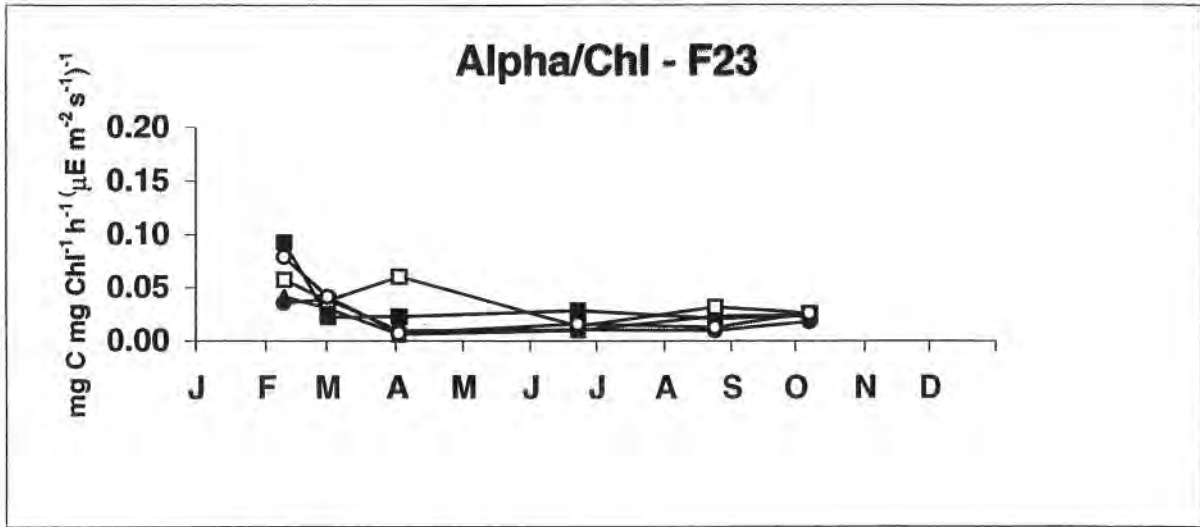 Alpha/Chl - F23
mg C mg Chl⁻¹ h⁻¹ (µE m⁻² s⁻¹)⁻¹
0.20
0.15
0.10
0.05
0.00
J F M A M J J A S O N D